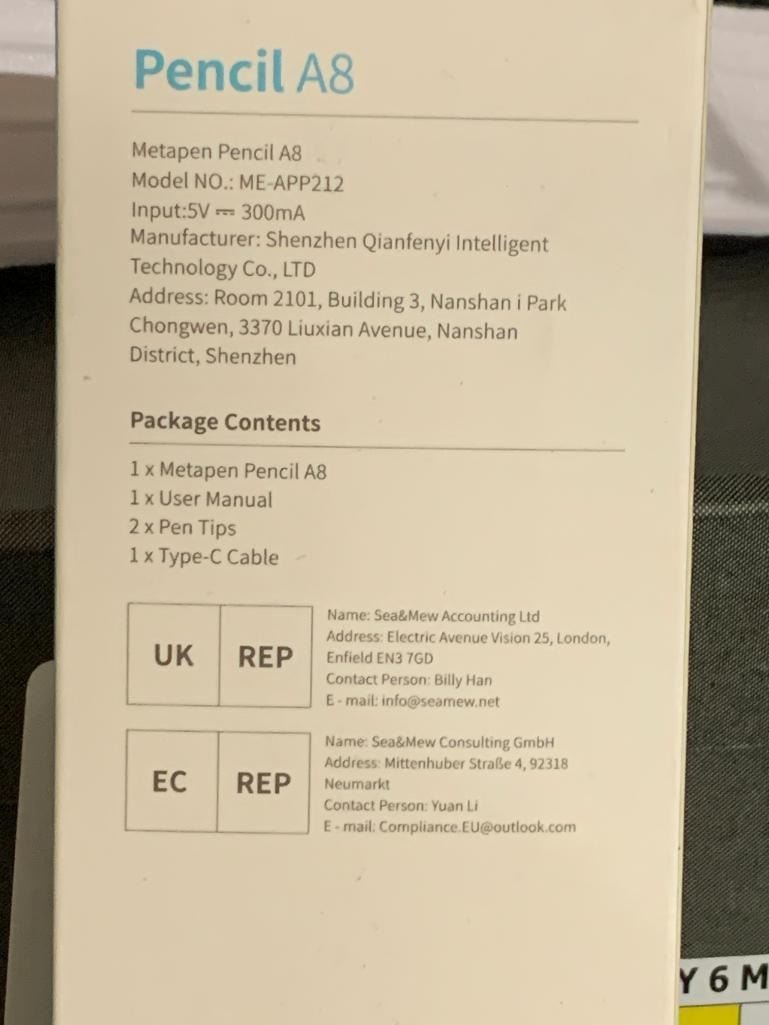 Pencil A8
Metapen Pencil A8
Model NO.: ME-APP212
Input:5V ⎓ 300mA
Manufacturer: Shenzhen Qianfenyi Intelligent
Technology Co., LTD
Address: Room 2101, Building 3, Nanshan i Park
Chongwen, 3370 Liuxian Avenue, Nanshan
District, Shenzhen
Package Contents
1 x Metapen Pencil A8
1 x User Manual
2 x Pen Tips
1 x Type-C Cable
UK REP
Name: Sea&Mew Accounting Ltd
Address: Electric Avenue Vision 25, London,
Enfield EN3 7GD
Contact Person: Billy Han
E - mail: info@seamew.net
EC REP
Name: Sea&Mew Consulting GmbH
Address: Mittenhuber Straße 4, 92318
Neumarkt
Contact Person: Yuan Li
E - mail: Compliance.EU@outlook.com
Y 6 M